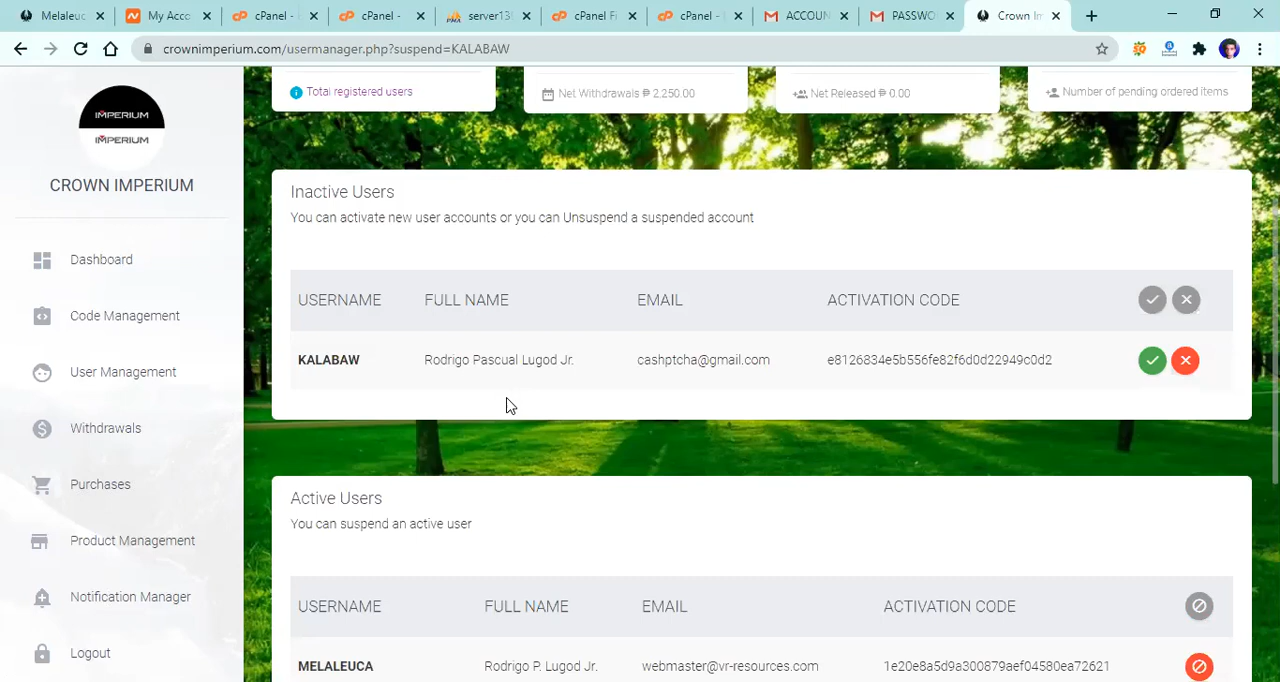 Melaleuc
My Acco
cPanel -
cPanel -
server13
cPanel Fi
cPanel -
ACCOUN
PASSWO
Crown Im
crownimperium.com/usermanager.php?suspend=KALABAW
IMPERIUM
IMPERIUM
CROWN IMPERIUM
Dashboard
Code Management
User Management
Withdrawals
Purchases
Product Management
Notification Manager
Logout
Total registered users
Net Withdrawals ₱ 2,250.00
Net Released ₱ 0.00
Number of pending ordered items
Inactive Users
You can activate new user accounts or you can Unsuspend a suspended account
USERNAME FULL NAME EMAIL ACTIVATION CODE
KALABAW Rodrigo Pascual Lugod Jr. cashptcha@gmail.com e8126834e5b556fe82f6d0d22949c0d2
Active Users
You can suspend an active user
USERNAME FULL NAME EMAIL ACTIVATION CODE
MELALEUCA Rodrigo P. Lugod Jr. webmaster@vr-resources.com 1e20e8a5d9a300879aef04580ea72621